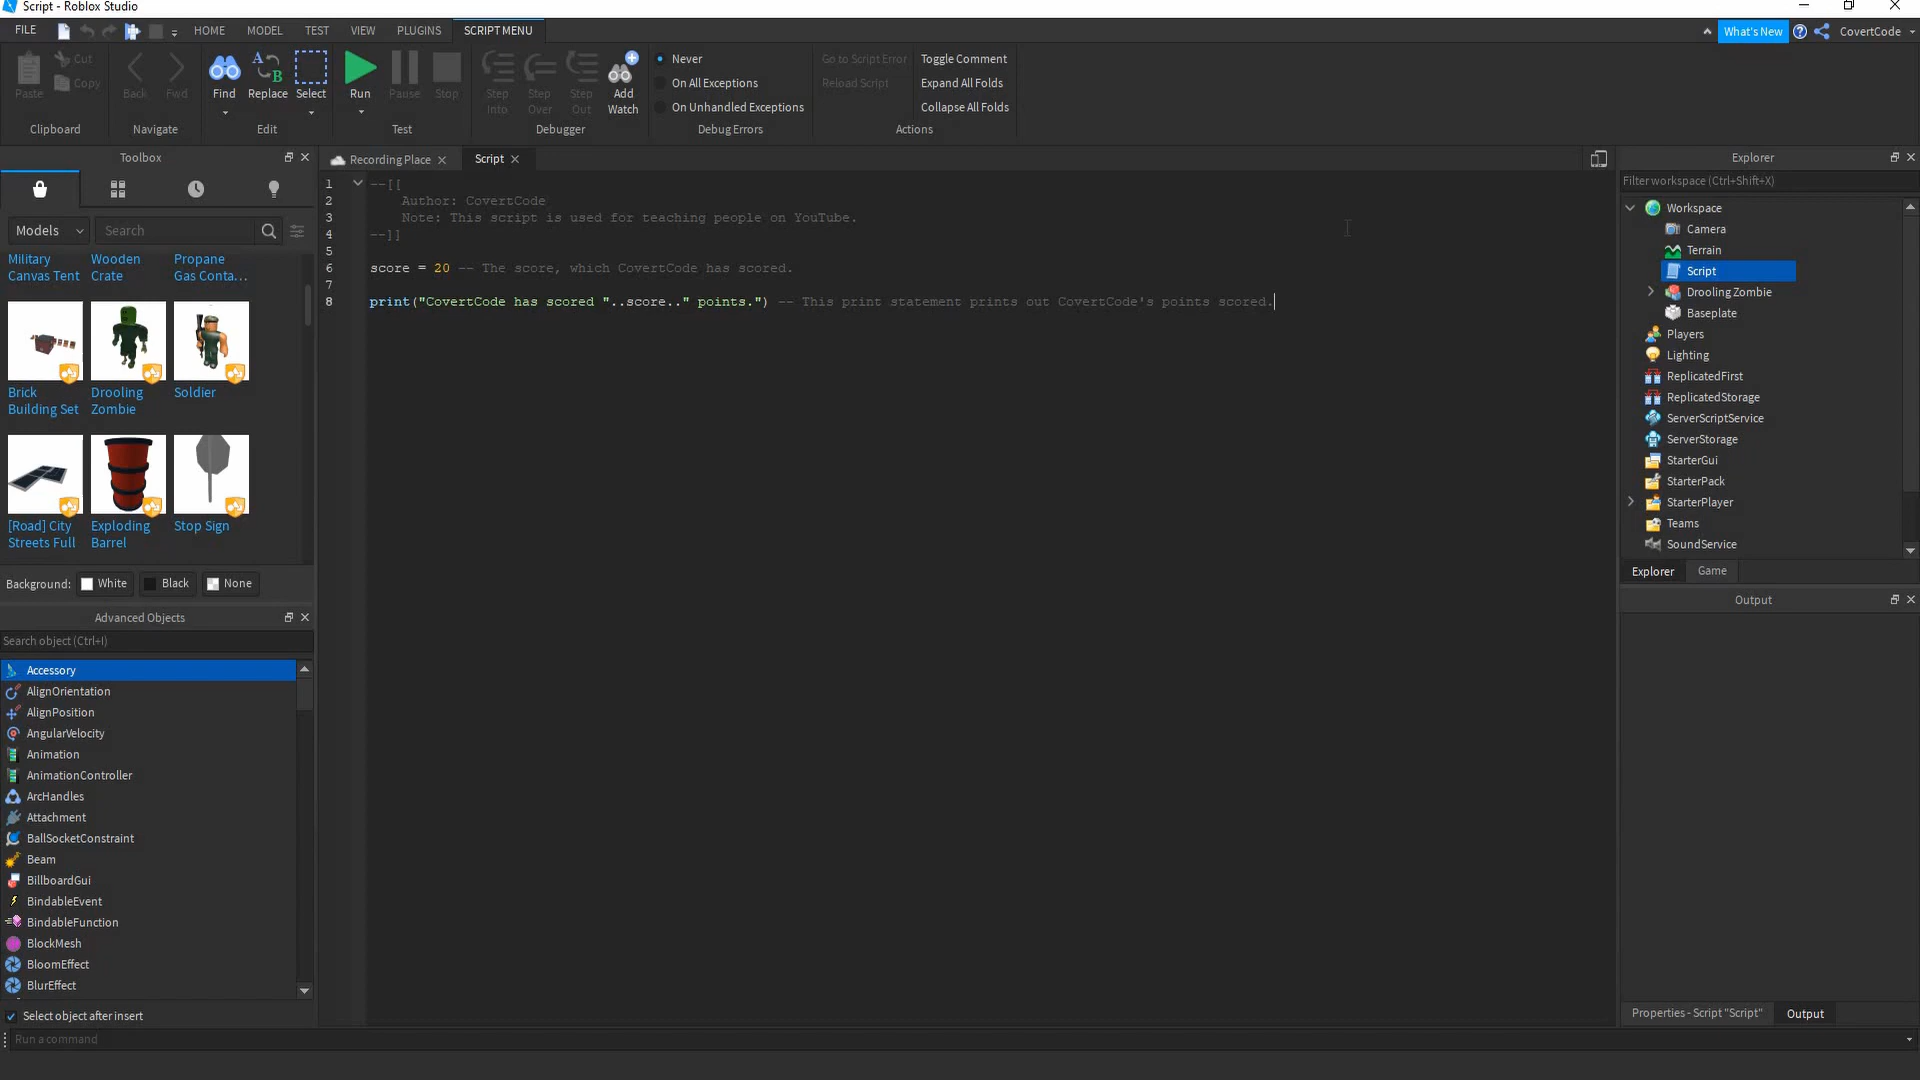 Script - Roblox Studio
FILE HOME MODEL TEST VIEW PLUGINS SCRIPT MENU
What's New CovertCode
Paste Cut Copy
Back Fwd
Find Replace Select
Run Pause Stop
Step Into Step Over Step Out Add Watch
Never
On All Exceptions
On Unhandled Exceptions
Go to Script Error
Reload Script
Toggle Comment
Expand All Folds
Collapse All Folds
Clipboard Navigate Edit Test Debugger Debug Errors Actions
Toolbox
Models Search
Military Canvas Tent
Wooden Crate
Propane Gas Conta...
Brick Building Set
Drooling Zombie
Soldier
[Road] City Streets Full
Exploding Barrel
Stop Sign
Background: White Black None
Advanced Objects
Search object (Ctrl+I)
Accessory
AlignOrientation
AlignPosition
AngularVelocity
Animation
AnimationController
ArcHandles
Attachment
BallSocketConstraint
Beam
BillboardGui
BindableEvent
BindableFunction
BlockMesh
BloomEffect
BlurEffect
Select object after insert
Run a command
Recording Place Script
1 --[[
2 Author: CovertCode
3 Note: This script is used for teaching people on YouTube.
4 --]]
5
6 score = 20 -- The score, which CovertCode has scored.
7
8 print("CovertCode has scored "..score.." points.") -- This print statement prints out CovertCode's points scored.
Explorer
Filter workspace (Ctrl+Shift+X)
Workspace
Camera
Terrain
Script
Drooling Zombie
Baseplate
Players
Lighting
ReplicatedFirst
ReplicatedStorage
ServerScriptService
ServerStorage
StarterGui
StarterPack
StarterPlayer
Teams
SoundService
Explorer Game
Output
Properties - Script "Script" Output